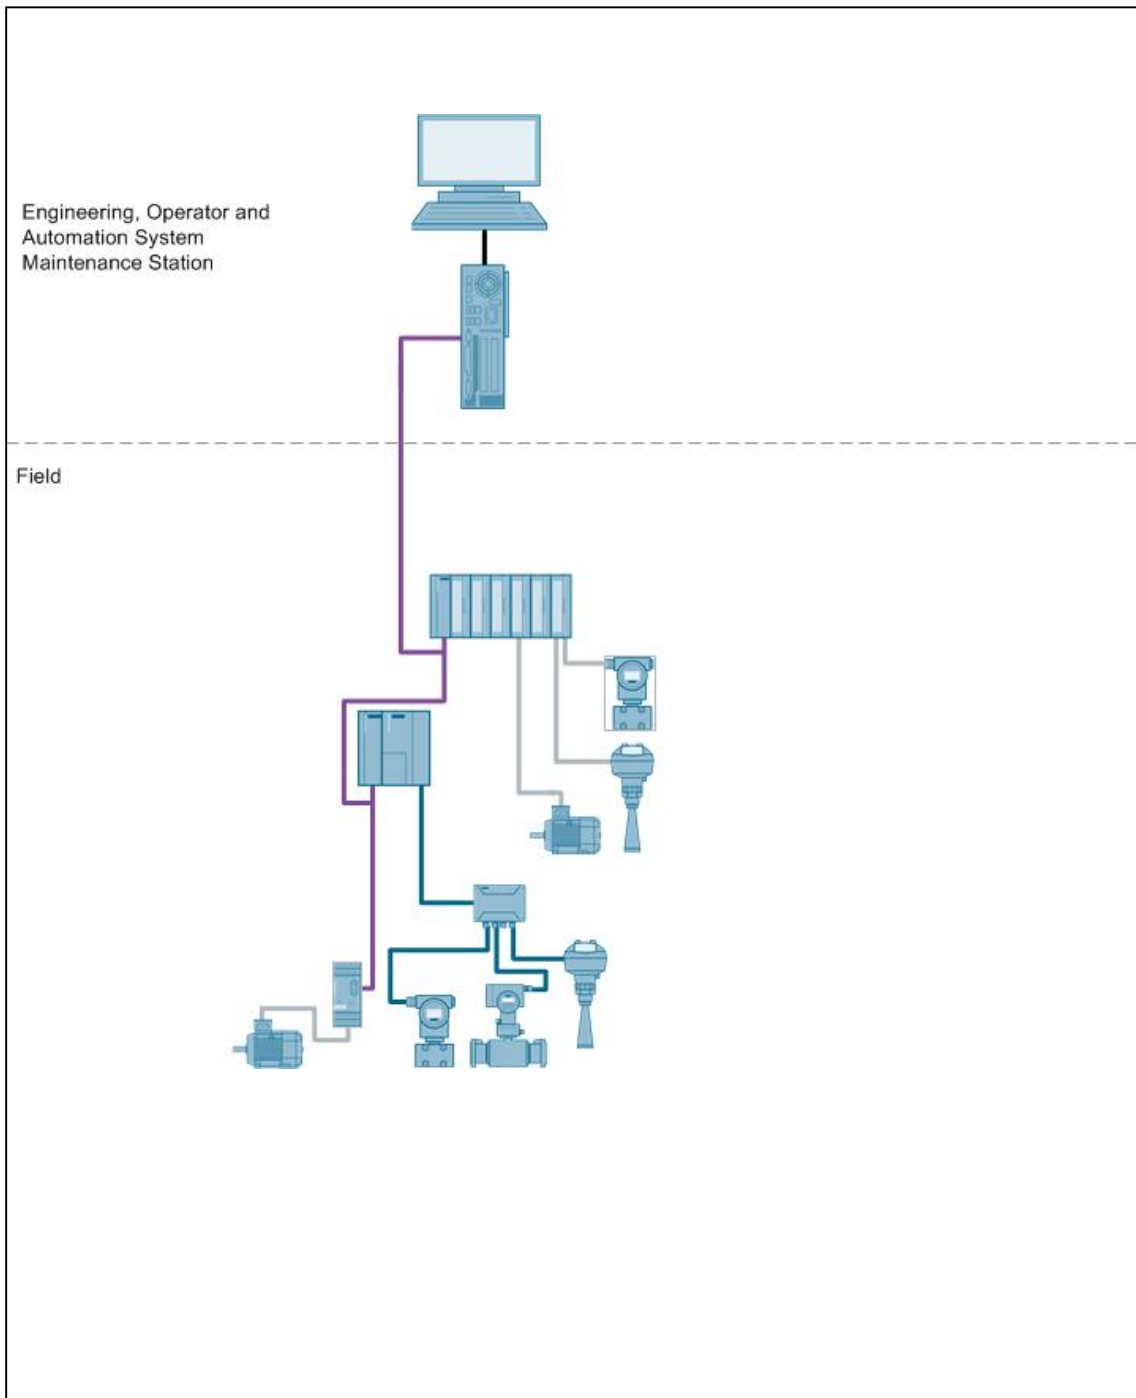 Engineering, Operator and
Automation System
Maintenance Station
Field